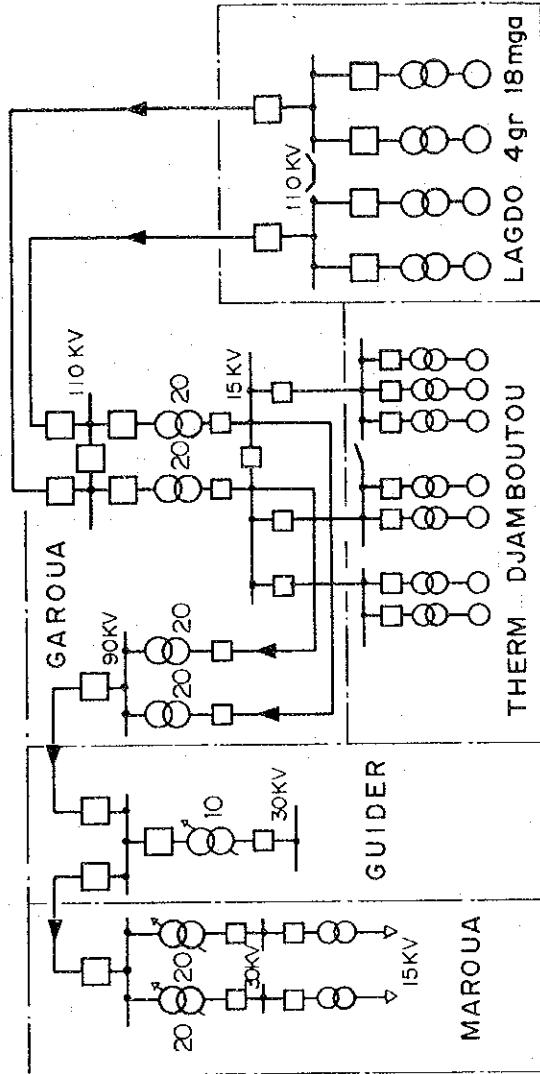 GAROUA
110KV
20
20
15KV
90KV
20
20
110KV
LAGDO 4gr 18mga
THERM DJAMBOUTOU
10
30KV
GUIDER
20
20
30KV
15KV
MAROUA